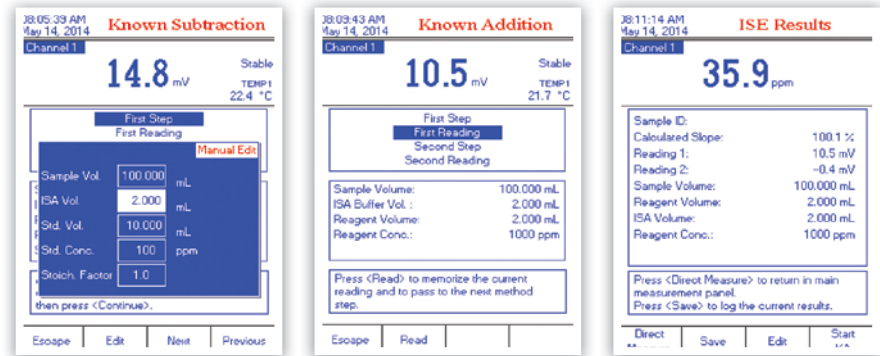 08:05:39 AM
May 14, 2014
Known Subtraction
Channel 1
14.8 mV
Stable
TEMP1
22.4 °C
First Step
First Reading
Manual Edit
Sample Vol. 100.000 mL
ISA Vol. 2.000 mL
Std. Vol. 10.000 mL
Std. Conc. 100 ppm
Stoich. Factor 1.0
then press <Continue>.
Escape Edit Next Previous
08:09:43 AM
May 14, 2014
Known Addition
Channel 1
10.5 mV
Stable
TEMP1
21.7 °C
First Step
First Reading
Second Step
Second Reading
Sample Volume: 100.000 mL
ISA Buffer Vol. : 2.000 mL
Reagent Volume: 2.000 mL
Reagent Conc.: 1000 ppm
Press <Read> to memorize the current
reading and to pass to the next method
step.
Escape Read
08:11:14 AM
May 14, 2014
ISE Results
Channel 1
35.9 ppm
Sample ID:
Calculated Slope: 100.1 %
Reading 1: 10.5 mV
Reading 2: -0.4 mV
Sample Volume: 100.000 mL
Reagent Volume: 2.000 mL
ISA Volume: 2.000 mL
Reagent Conc.: 1000 ppm
Press <Direct Measure> to return in main
measurement panel.
Press <Save> to log the current results.
Direct Save Edit Start